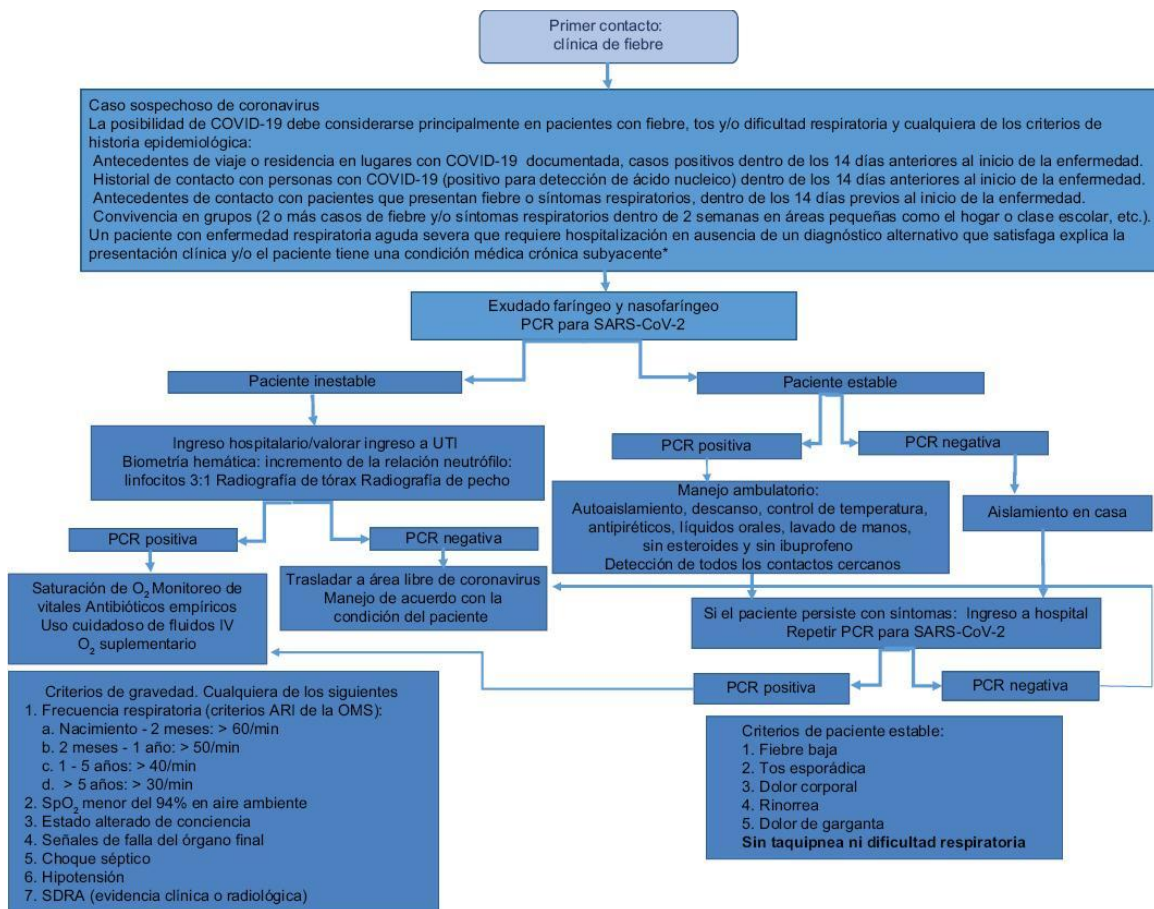 Primer contacto:
clínica de fiebre
Caso sospechoso de coronavirus
La posibilidad de COVID-19 debe considerarse principalmente en pacientes con fiebre, tos y/o dificultad respiratoria y cualquiera de los criterios de
historia epidemiológica:
Antecedentes de viaje o residencia en lugares con COVID-19 documentada, casos positivos dentro de los 14 días anteriores al inicio de la enfermedad.
Historial de contacto con personas con COVID-19 (positivo para detección de ácido nucleico) dentro de los 14 días anteriores al inicio de la enfermedad.
Antecedentes de contacto con pacientes que presentan fiebre o síntomas respiratorios, dentro de los 14 días previos al inicio de la enfermedad.
Convivencia en grupos (2 o más casos de fiebre y/o síntomas respiratorios dentro de 2 semanas en áreas pequeñas como el hogar o clase escolar, etc.).
Un paciente con enfermedad respiratoria aguda severa que requiere hospitalización en ausencia de un diagnóstico alternativo que satisfaga explica la
presentación clínica y/o el paciente tiene una condición médica crónica subyacente*
Exudado faríngeo y nasofaríngeo
PCR para SARS-CoV-2
Paciente inestable
Paciente estable
Ingreso hospitalario/valorar ingreso a UTI
Biometría hemática: incremento de la relación neutrófilo:
linfocitos 3:1 Radiografía de tórax Radiografía de pecho
PCR positiva
PCR negativa
Manejo ambulatorio:
Autoaislamiento, descanso, control de temperatura,
antipiréticos, líquidos orales, lavado de manos,
sin esteroides y sin ibuprofeno
Detección de todos los contactos cercanos
Aislamiento en casa
PCR positiva
PCR negativa
Saturación de O₂ Monitoreo de
vitales Antibióticos empíricos
Uso cuidadoso de fluidos IV
O₂ suplementario
Trasladar a área libre de coronavirus
Manejo de acuerdo con la
condición del paciente
Si el paciente persiste con síntomas: Ingreso a hospital
Repetir PCR para SARS-CoV-2
PCR positiva
PCR negativa
Criterios de gravedad. Cualquiera de los siguientes
1. Frecuencia respiratoria (criterios ARI de la OMS):
a. Nacimiento - 2 meses: > 60/min
b. 2 meses - 1 año: > 50/min
c. 1 - 5 años: > 40/min
d. > 5 años: > 30/min
2. SpO₂ menor del 94% en aire ambiente
3. Estado alterado de conciencia
4. Señales de falla del órgano final
5. Choque séptico
6. Hipotensión
7. SDRA (evidencia clínica o radiológica)
Criterios de paciente estable:
1. Fiebre baja
2. Tos esporádica
3. Dolor corporal
4. Rinorrea
5. Dolor de garganta
Sin taquipnea ni dificultad respiratoria